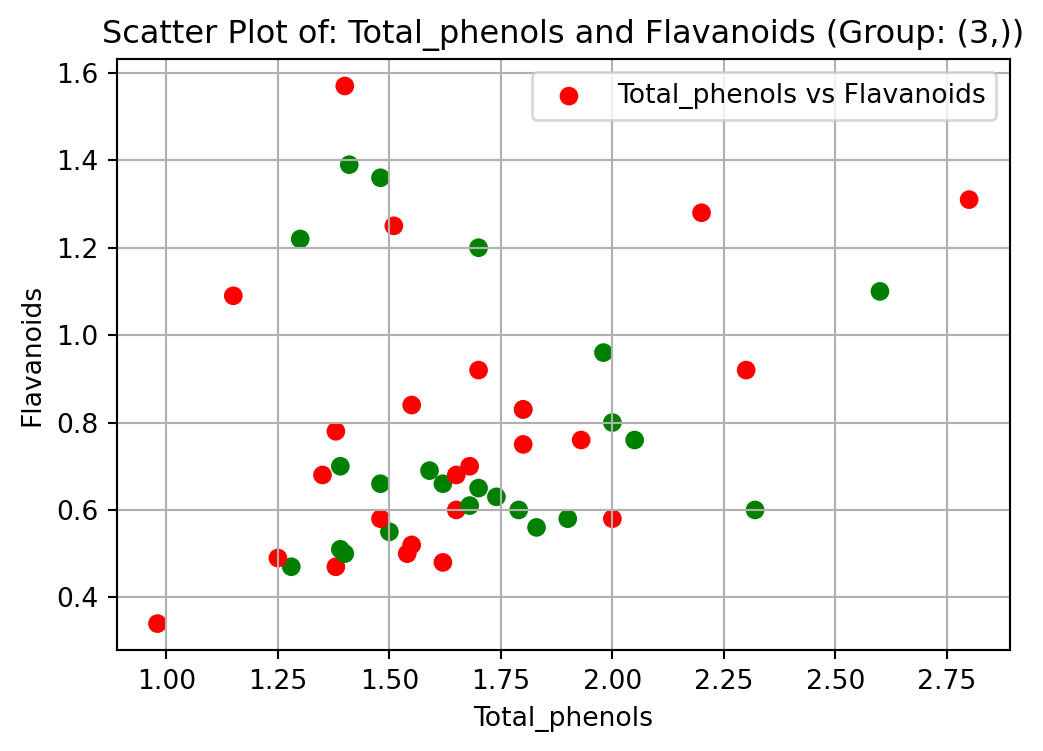 Scatter Plot of: Total_phenols and Flavanoids (Group: (3,))
Total_phenols vs Flavanoids
Flavanoids
1.6
1.4
1.2
1.0
0.8
0.6
0.4
1.00 1.25 1.50 1.75 2.00 2.25 2.50 2.75
Total_phenols